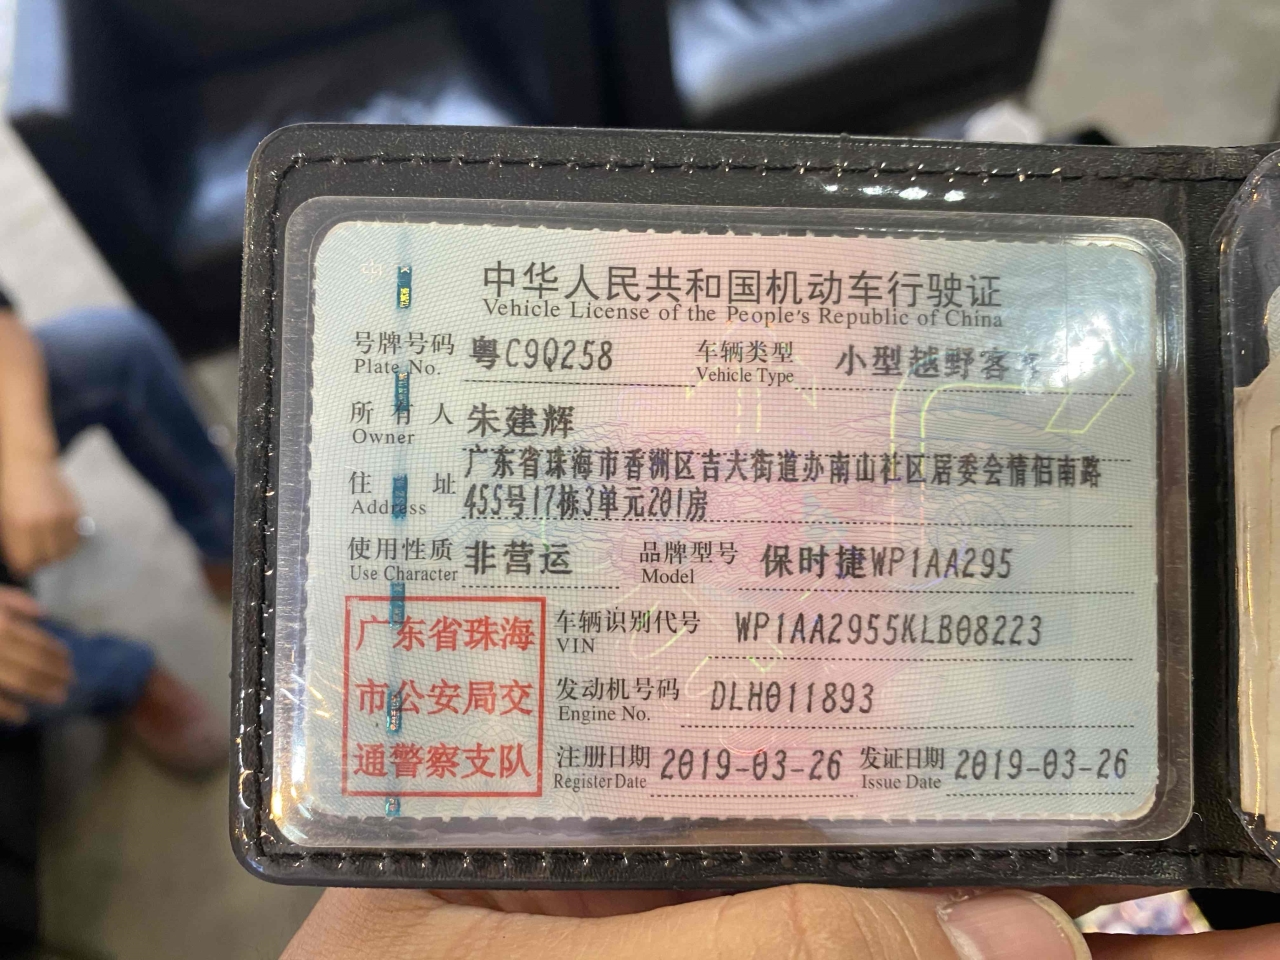 中华人民共和国机动车行驶证
Vehicle License of the People's Republic of China
号牌号码 粤C9Q258 车辆类型 小型越野客
Plate No. Vehicle Type
所有人 朱建辉
Owner
住址 广东省珠海市香洲区吉大街道办南山社区居委会情侣南路
Address 455号17栋3单元201房
使用性质 非营运 品牌型号 保时捷WP1AA295
Use Character Model
广东省珠海
市公安局交
通警察支队
车辆识别代号 WP1AA2955KLB08223
VIN
发动机号码 DLH011893
Engine No.
注册日期 2019-03-26 发证日期 2019-03-26
Register Date Issue Date